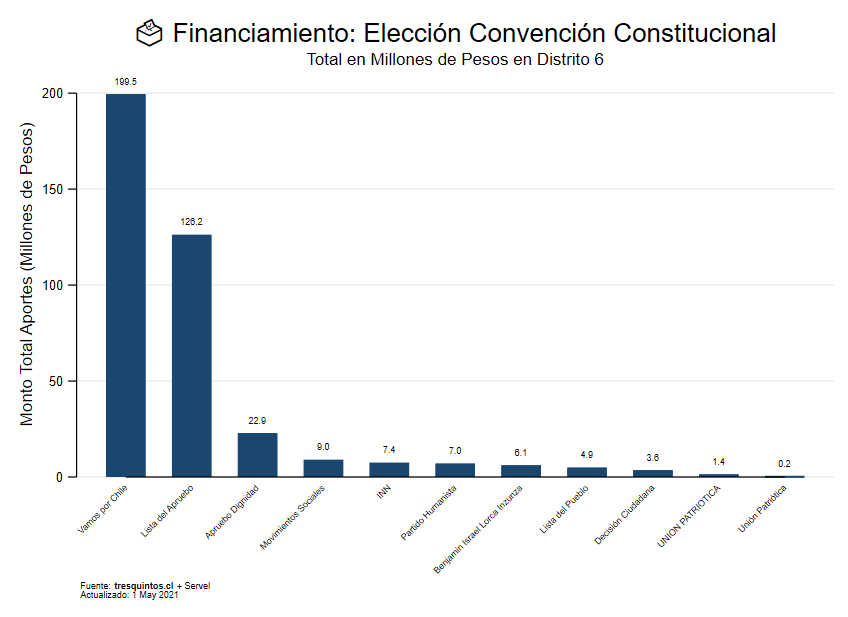 Financiamiento: Elección Convención Constitucional
Total en Millones de Pesos en Distrito 6
Monto Total Aportes (Millones de Pesos)
200
150
100
50
0
199.5
126.2
22.9
9.0
7.4
7.0
6.1
4.9
3.6
1.4
0.2
Vamos por Chile
Lista del Apruebo
Apruebo Dignidad
Movimientos Sociales
INN
Partido Humanista
Benjamin Israel Lorca Inzunza
Lista del Pueblo
Decisión Ciudadana
UNION PATRIOTICA
Unión Patriótica
Fuente: tresquintos.cl + Servel
Actualizado: 1 May 2021